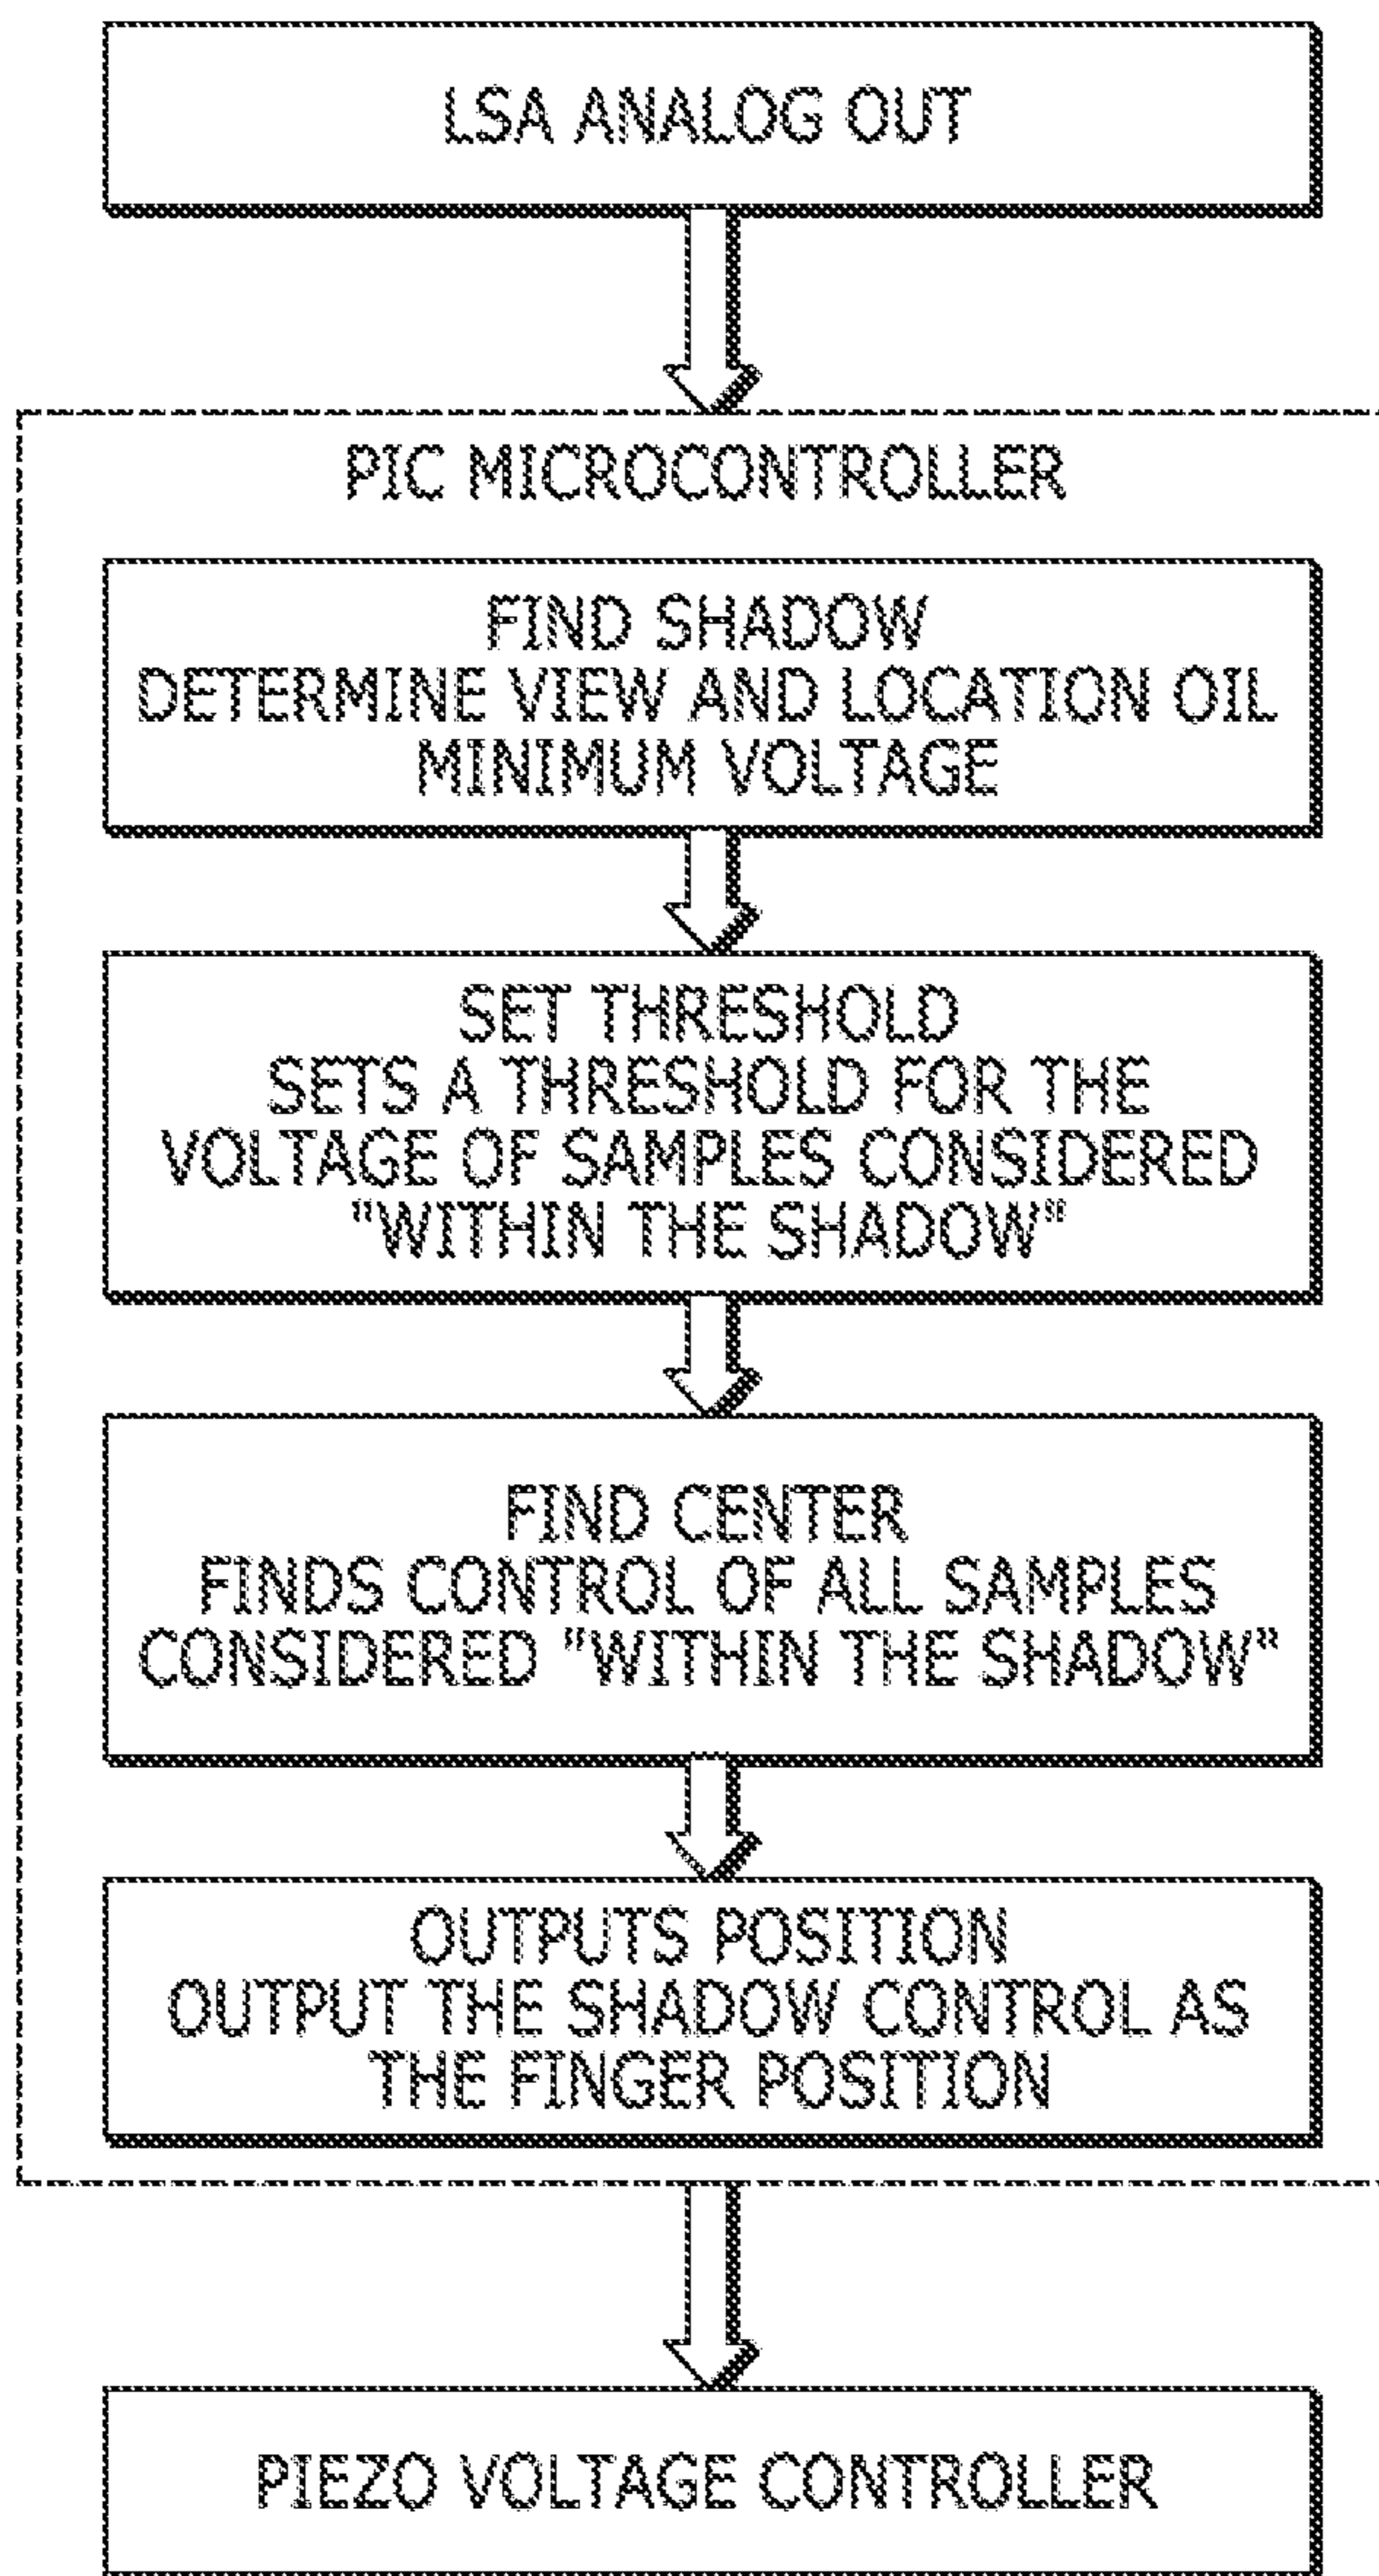 LSA ANALOG OUT
PIC MICROCONTROLLER
FIND SHADOW
DETERMINE VIEW AND LOCATION OIL
MINIMUM VOLTAGE
SET THRESHOLD
SETS A THRESHOLD FOR THE
VOLTAGE OF SAMPLES CONSIDERED
"WITHIN THE SHADOW"
FIND CENTER
FINDS CONTROL OF ALL SAMPLES
CONSIDERED "WITHIN THE SHADOW"
OUTPUTS POSITION
OUTPUT THE SHADOW CONTROL AS
THE FINGER POSITION
PIEZO VOLTAGE CONTROLLER